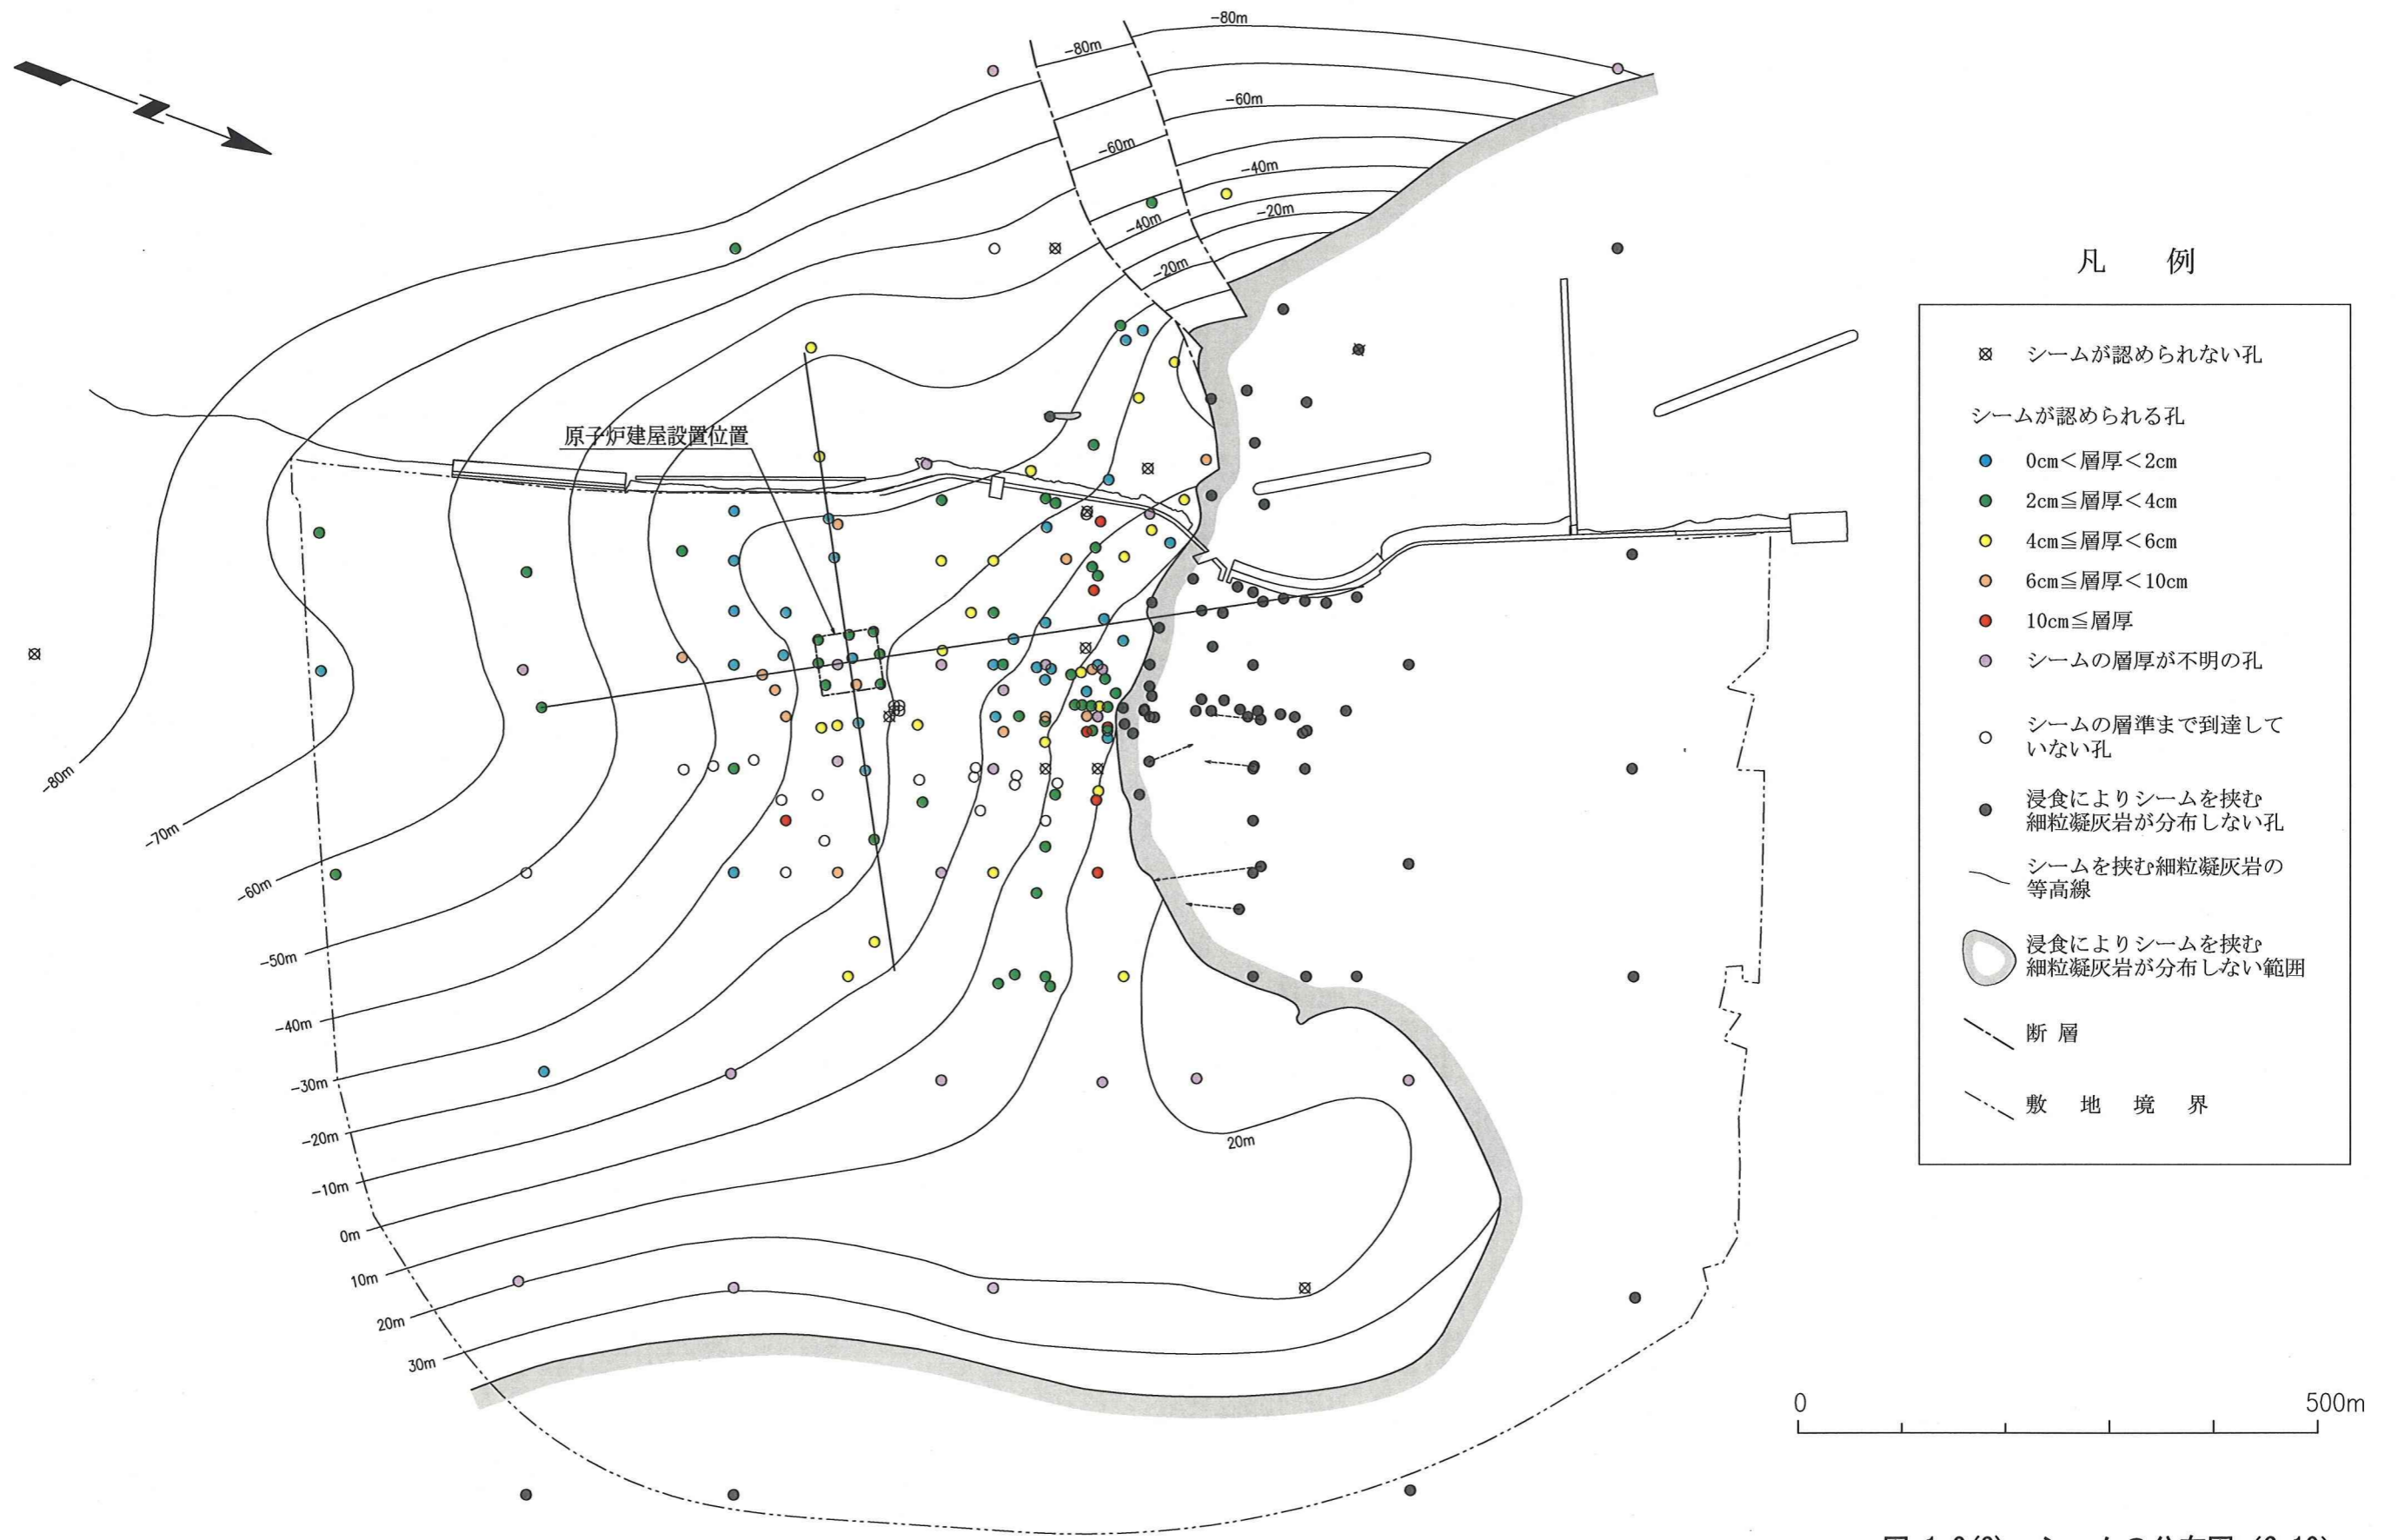 -80m
-80m
-60m
-60m
-40m
-40m
-20m
-20m
原子炉建屋設置位置
-80m
-70m
-60m
-50m
-40m
-30m
-20m
-10m
0m
10m
20m
30m
20m
凡 例
シームが認められない孔
シームが認められる孔
0cm<層厚<2cm
2cm≦層厚<4cm
4cm≦層厚<6cm
6cm≦層厚<10cm
10cm≦層厚
シームの層厚が不明の孔
シームの層準まで到達して
いない孔
浸食によりシームを挟む
細粒凝灰岩が分布しない孔
シームを挟む細粒凝灰岩の
等高線
浸食によりシームを挟む
細粒凝灰岩が分布しない範囲
断 層
敷 地 境 界
0 500m